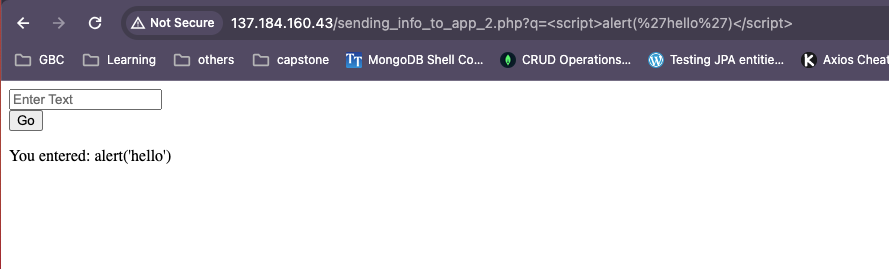 Not Secure 137.184.160.43/sending_info_to_app_2.php?q=<script>alert(%27hello%27)</script>
GBC Learning others capstone MongoDB Shell Co... CRUD Operations... Testing JPA entitie... Axios Cheat
Enter Text
Go
You entered: alert('hello')